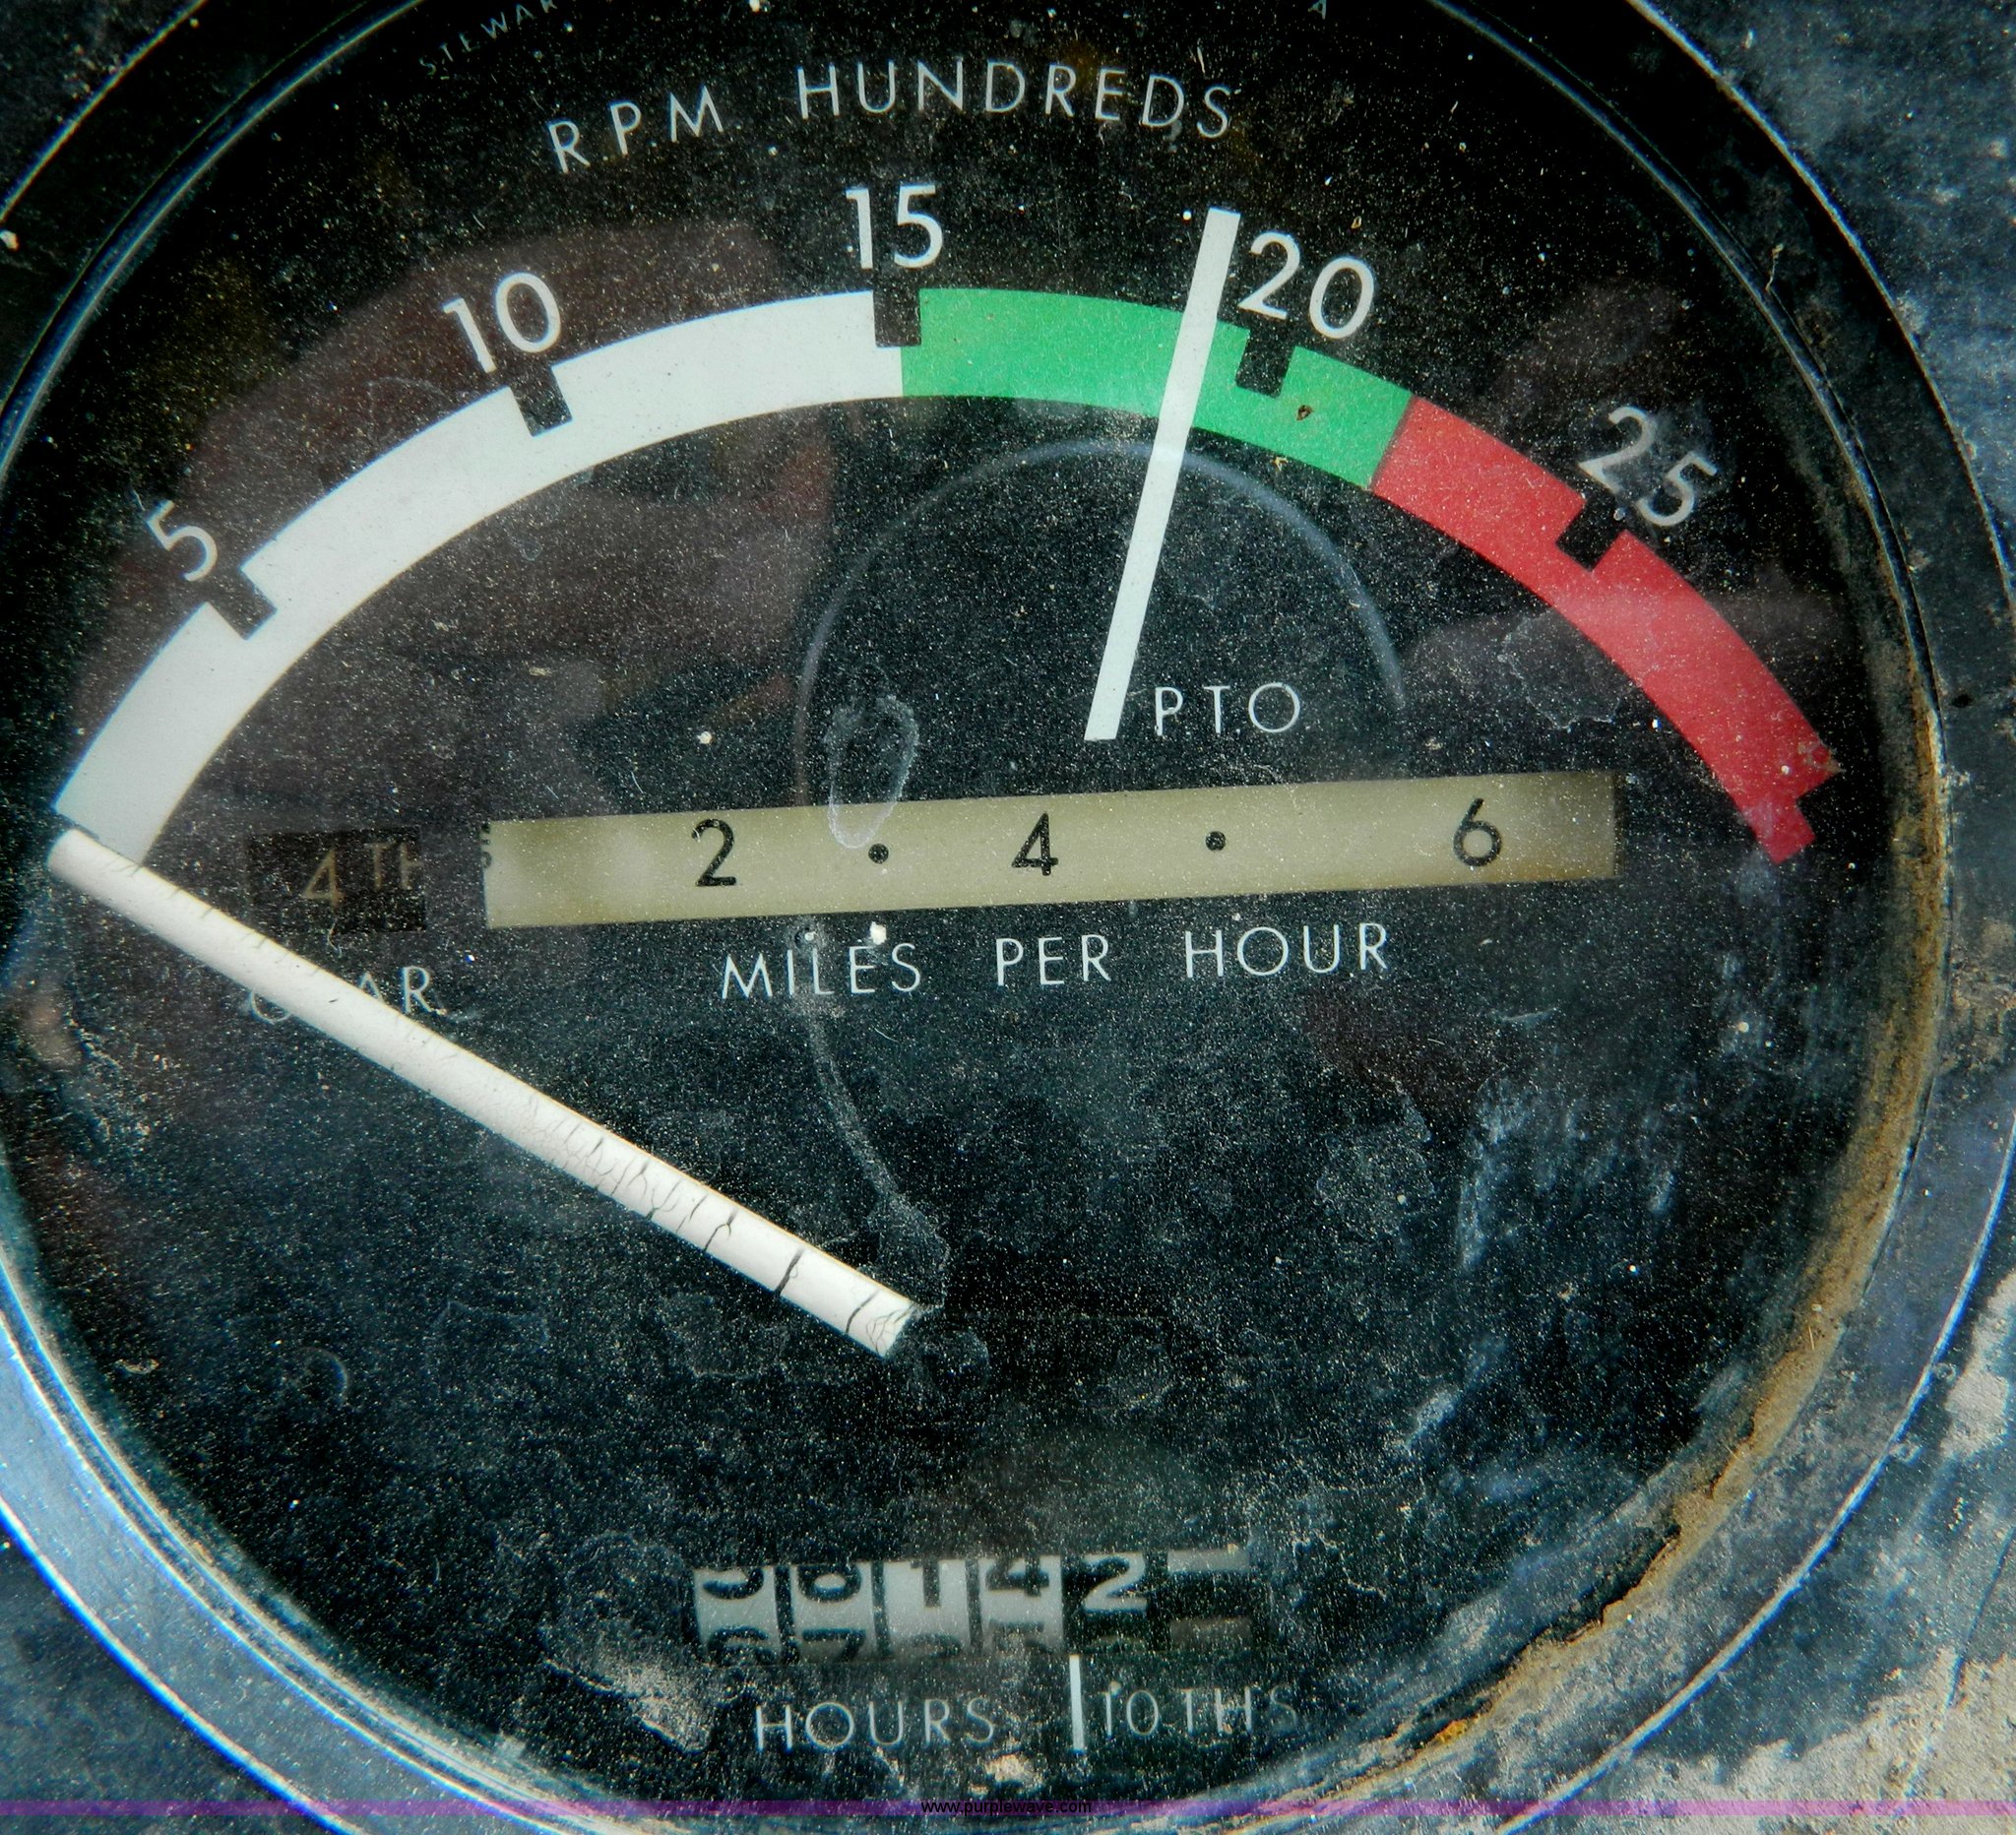 STEWAR
A
RPM HUNDREDS
5 10 15 20 25
P.T.O.
4TH
2 • 4 • 6
MILES PER HOUR
HOURS 10THS
www.purplewave.com